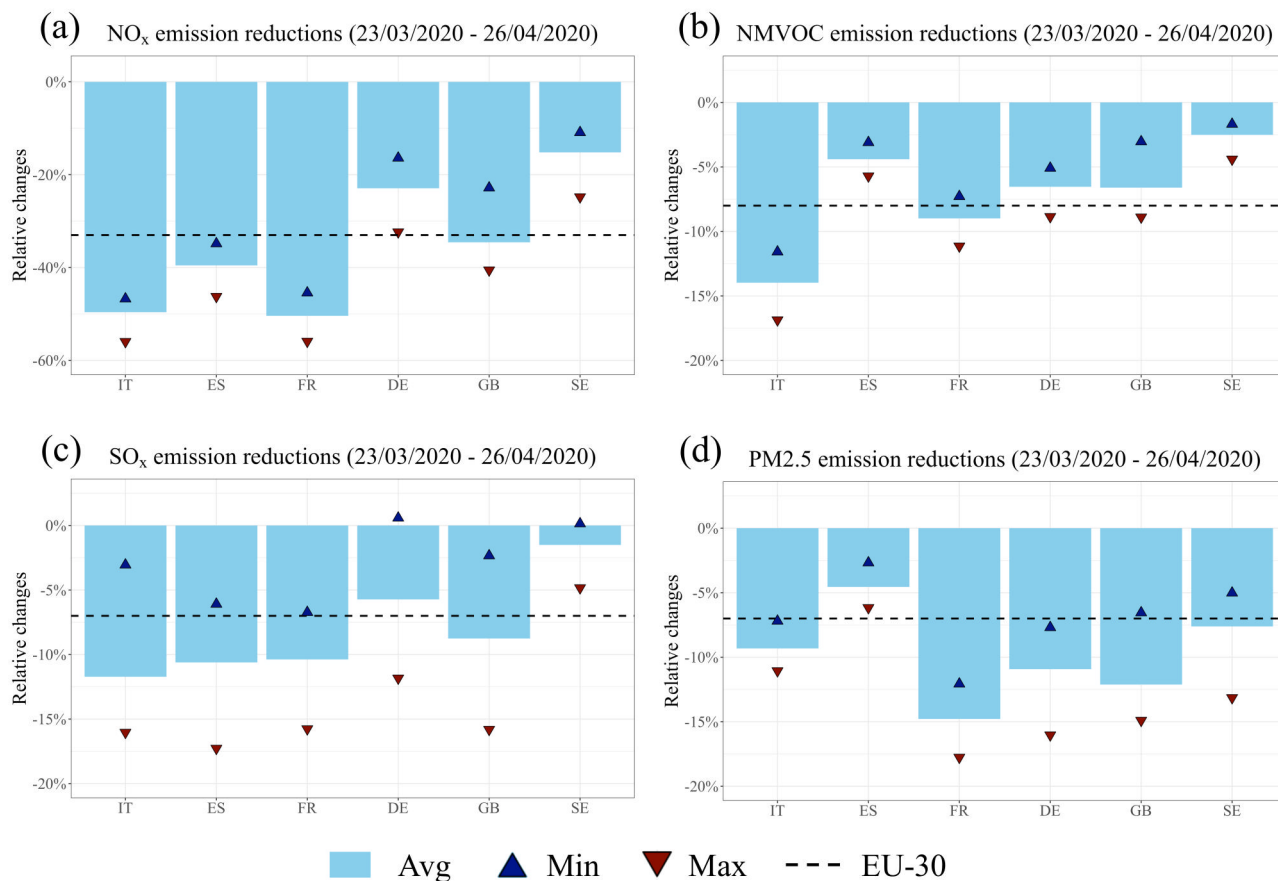 (a) NOₓ emission reductions (23/03/2020 - 26/04/2020)
Relative changes
0%
-20%
-40%
-60%
IT ES FR DE GB SE
(b) NMVOC emission reductions (23/03/2020 - 26/04/2020)
Relative changes
0%
-5%
-10%
-15%
-20%
IT ES FR DE GB SE
(c) SOₓ emission reductions (23/03/2020 - 26/04/2020)
Relative changes
0%
-5%
-10%
-15%
-20%
IT ES FR DE GB SE
(d) PM2.5 emission reductions (23/03/2020 - 26/04/2020)
Relative changes
0%
-5%
-10%
-15%
-20%
IT ES FR DE GB SE
Avg Min Max EU-30